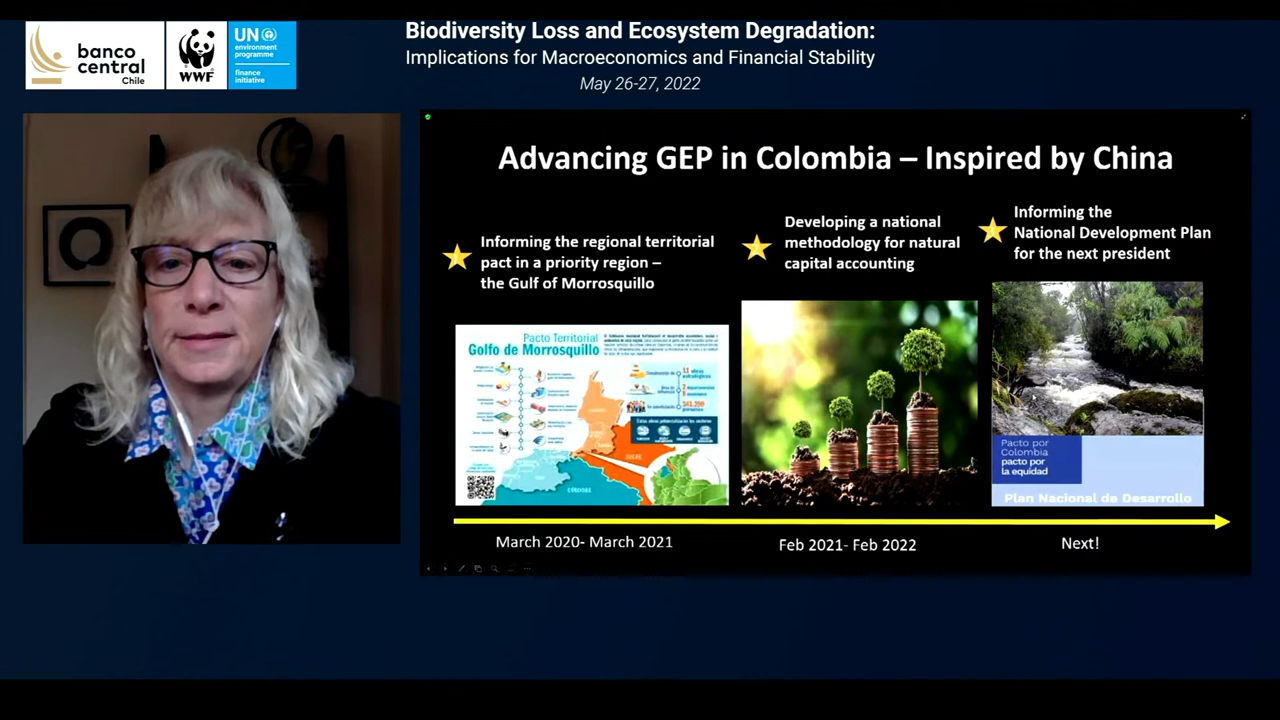 banco
central
Chile
WWF
UN
environment
programme
finance
initiative
Biodiversity Loss and Ecosystem Degradation:
Implications for Macroeconomics and Financial Stability
May 26-27, 2022
Advancing GEP in Colombia – Inspired by China
Informing the regional territorial
pact in a priority region –
the Gulf of Morrosquillo
Developing a national
methodology for natural
capital accounting
Informing the
National Development Plan
for the next president
Pacto Territorial
Golfo de Morrosquillo
SUCRE
CÓRDOBA
Pacto por
Colombia
pacto por
la equidad
Plan Nacional de Desarrollo
March 2020- March 2021
Feb 2021- Feb 2022
Next!